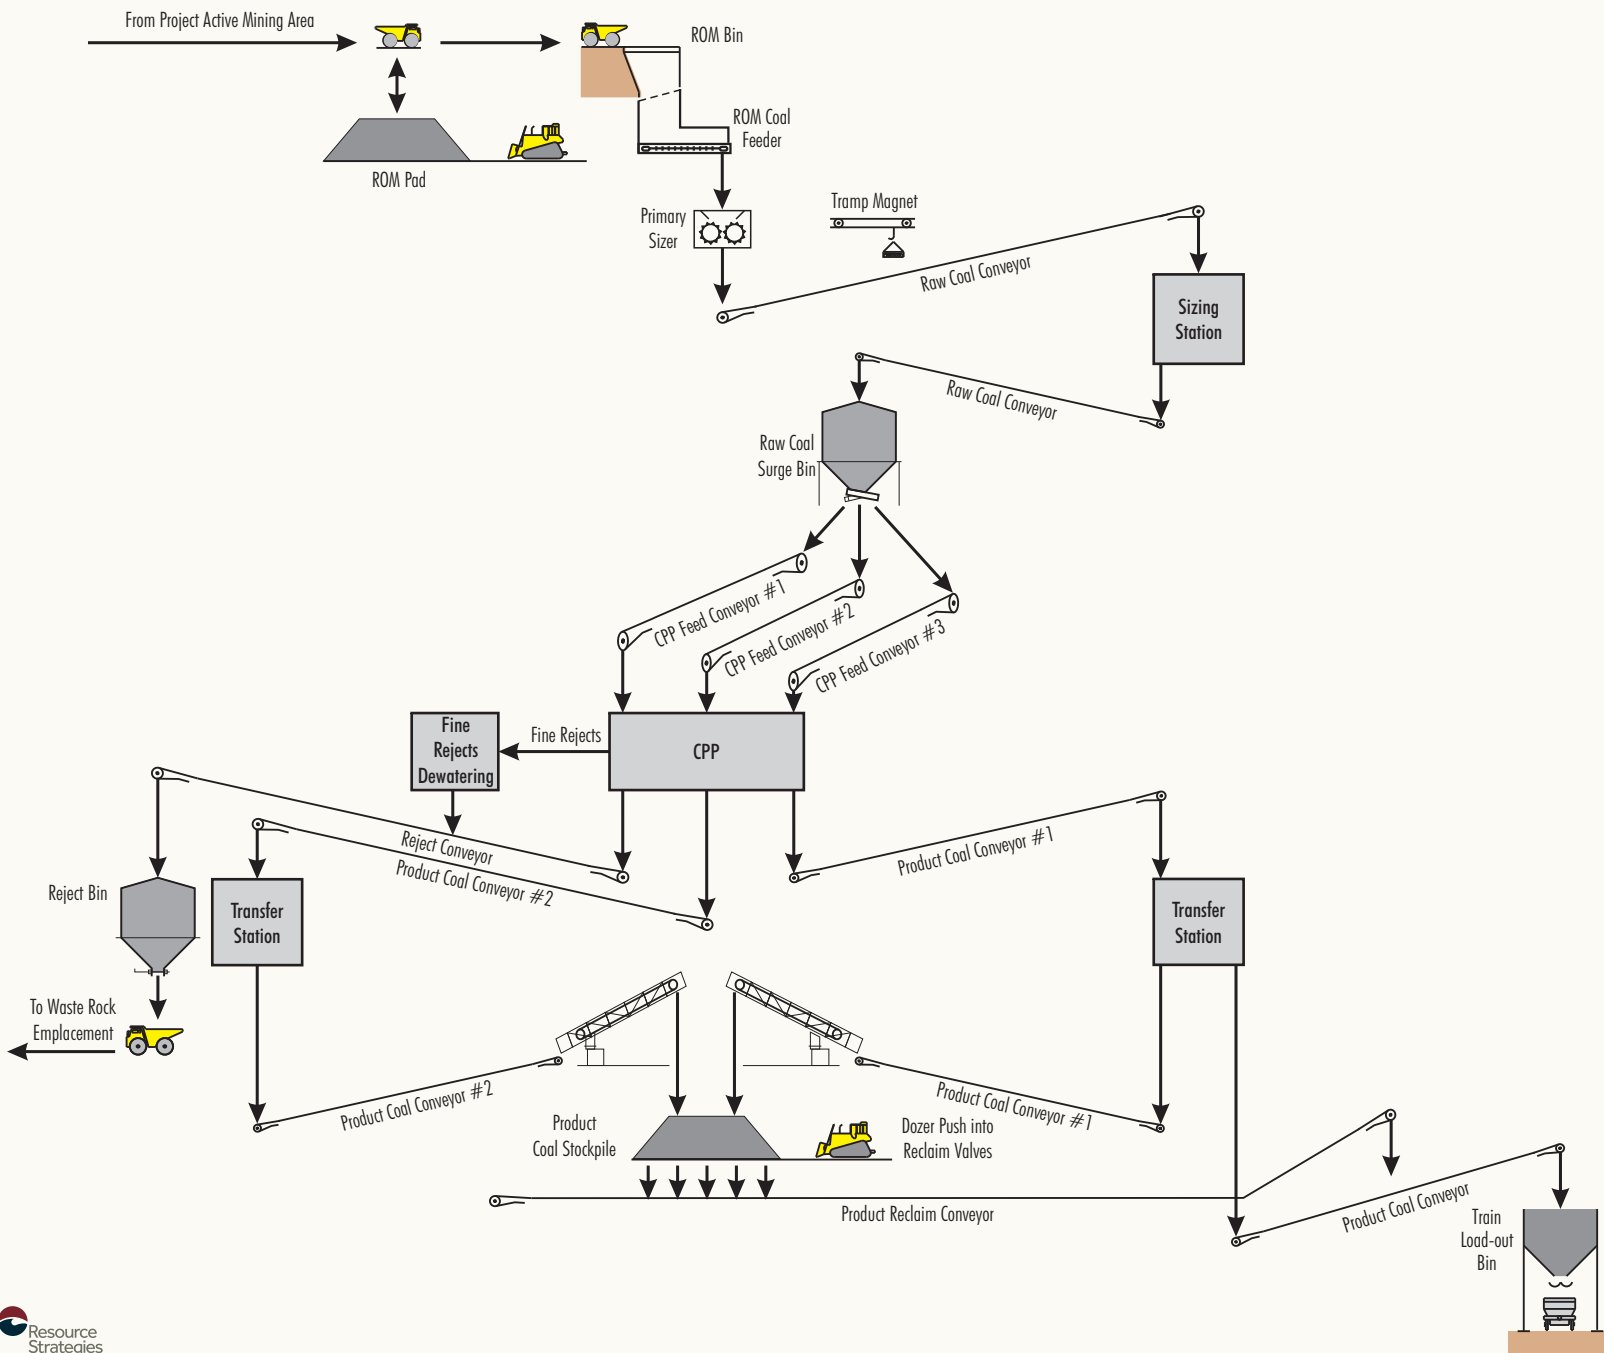 From Project Active Mining Area
ROM Bin
ROM Coal
Feeder
ROM Pad
Primary
Sizer
Tramp Magnet
Raw Coal Conveyor
Sizing
Station
Raw Coal Conveyor
Raw Coal
Surge Bin
CPP Feed Conveyor #1
CPP Feed Conveyor #2
CPP Feed Conveyor #3
Fine
Rejects
Dewatering
Fine Rejects
CPP
Reject Conveyor
Product Coal Conveyor #2
Product Coal Conveyor #1
Reject Bin
Transfer
Station
Transfer
Station
To Waste Rock
Emplacement
Product Coal Conveyor #2
Product Coal Conveyor #1
Product
Coal Stockpile
Dozer Push into
Reclaim Valves
Product Reclaim Conveyor
Product Coal Conveyor
Train
Load-out
Bin
Resource
Strategies